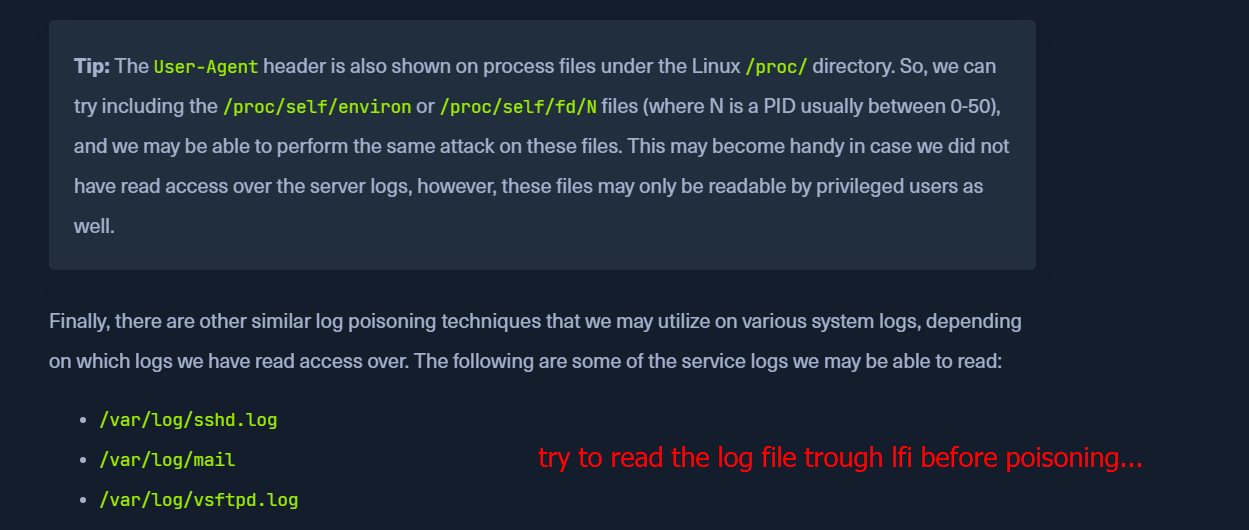 Tip: The User-Agent header is also shown on process files under the Linux /proc/ directory. So, we can
try including the /proc/self/environ or /proc/self/fd/N files (where N is a PID usually between 0-50),
and we may be able to perform the same attack on these files. This may become handy in case we did not
have read access over the server logs, however, these files may only be readable by privileged users as
well.
Finally, there are other similar log poisoning techniques that we may utilize on various system logs, depending
on which logs we have read access over. The following are some of the service logs we may be able to read:
• /var/log/sshd.log
• /var/log/mail
try to read the log file trough lfi before poisoning...
• /var/log/vsftpd.log